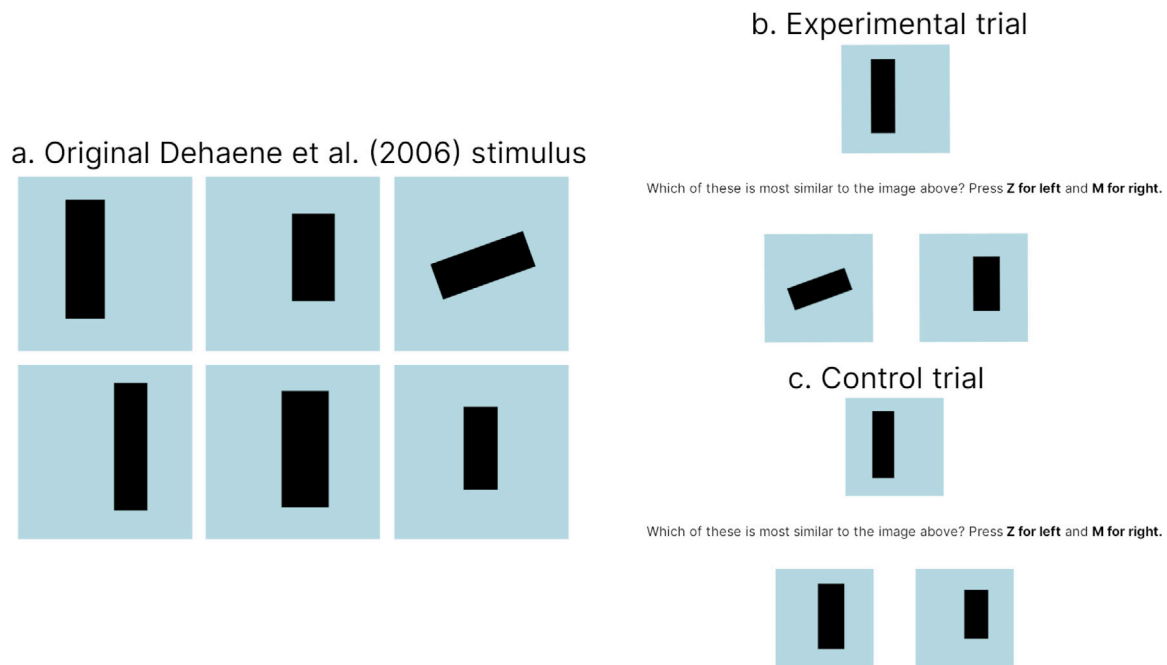 a. Original Dehaene et al. (2006) stimulus
b. Experimental trial
Which of these is most similar to the image above? Press Z for left and M for right.
c. Control trial
Which of these is most similar to the image above? Press Z for left and M for right.